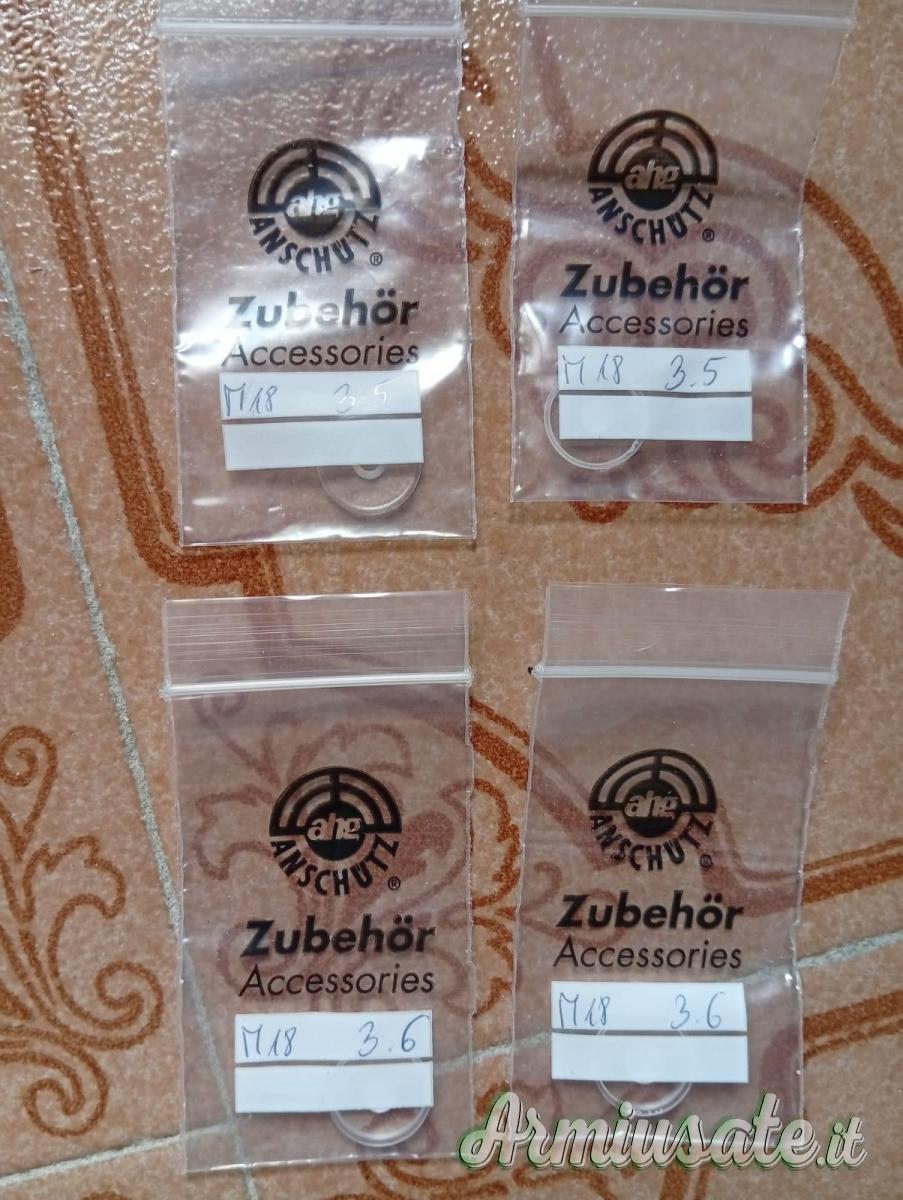 ahg
ANSCHÜTZ®
Zubehör
Accessories
M18 3.5
ahg
ANSCHÜTZ®
Zubehör
Accessories
M18 3.5
ahg
ANSCHÜTZ®
Zubehör
Accessories
M18 3.6
ahg
ANSCHÜTZ®
Zubehör
Accessories
M18 3.6
Armiusate.it